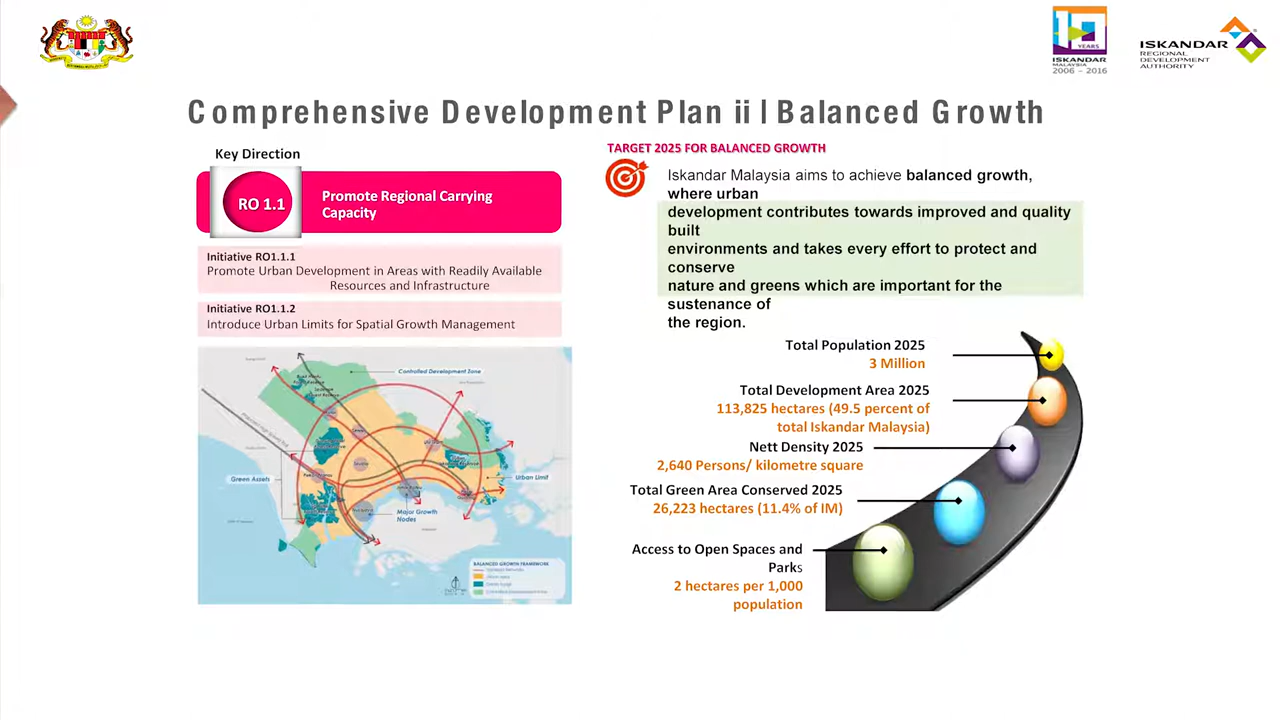 YEARS
ISKANDAR
MALAYSIA
2006 – 2016
ISKANDAR
REGIONAL
DEVELOPMENT
AUTHORITY
Comprehensive Development Plan ii | Balanced Growth
Key Direction
RO 1.1
Promote Regional Carrying
Capacity
Initiative RO1.1.1
Promote Urban Development in Areas with Readily Available
Resources and Infrastructure
Initiative RO1.1.2
Introduce Urban Limits for Spatial Growth Management
Controlled Development Zone
Green Assets
Urban Limit
Major Growth
Nodes
BALANCED GROWTH FRAMEWORK
TARGET 2025 FOR BALANCED GROWTH
Iskandar Malaysia aims to achieve balanced growth,
where urban
development contributes towards improved and quality
built
environments and takes every effort to protect and
conserve
nature and greens which are important for the
sustenance of
the region.
Total Population 2025
3 Million
Total Development Area 2025
113,825 hectares (49.5 percent of
total Iskandar Malaysia)
Nett Density 2025
2,640 Persons/ kilometre square
Total Green Area Conserved 2025
26,223 hectares (11.4% of IM)
Access to Open Spaces and
Parks
2 hectares per 1,000
population